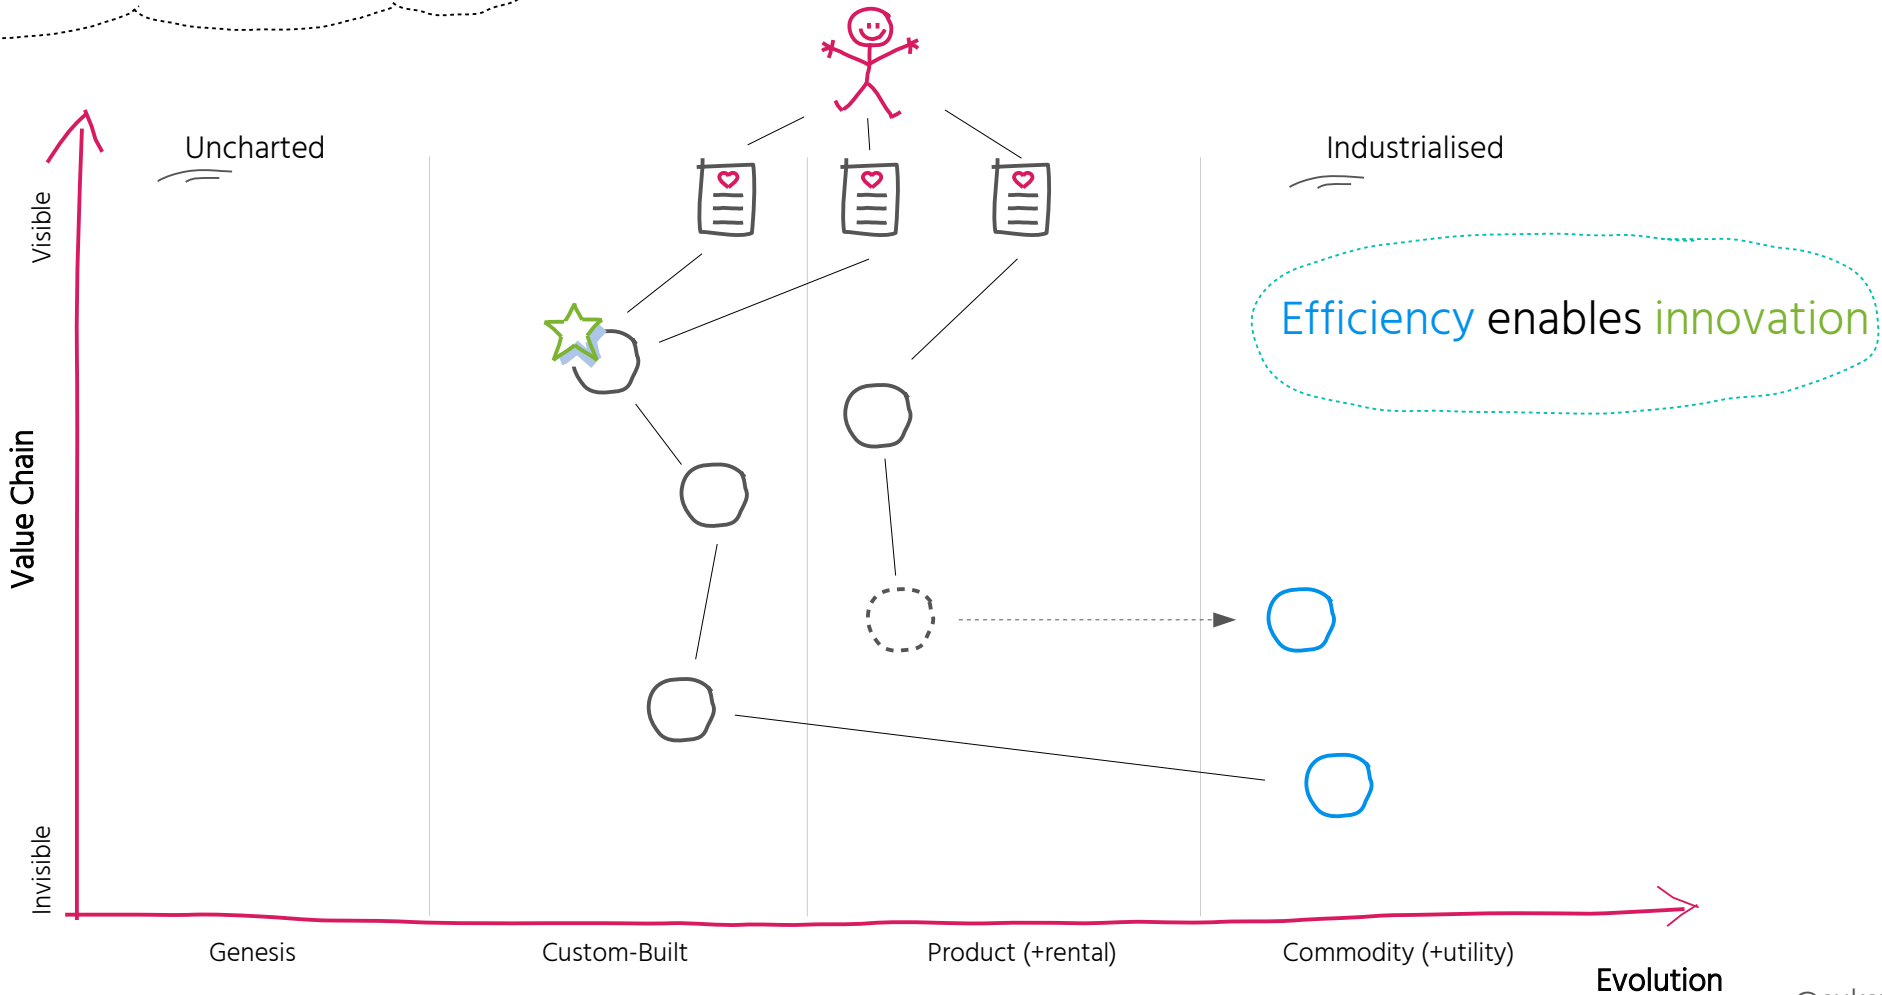 Uncharted
Industrialised
Visible
Efficiency enables innovation
Value Chain
Invisible
Genesis
Custom-Built
Product (+rental)
Commodity (+utility)
Evolution